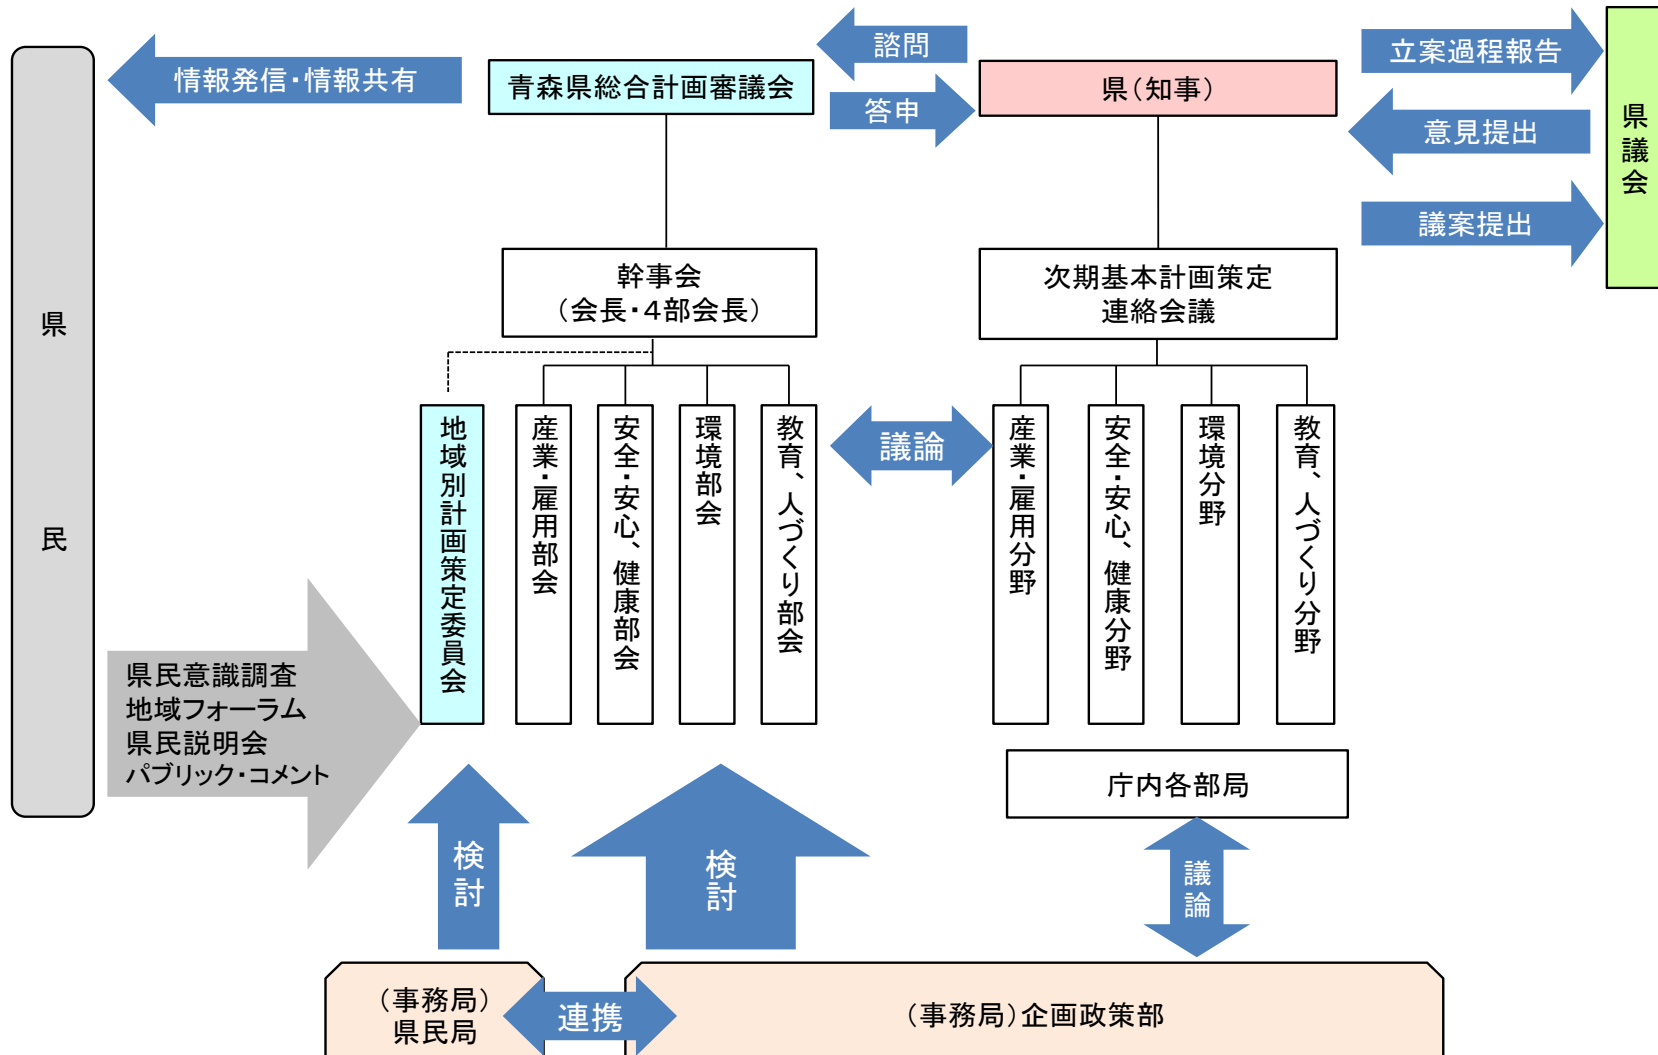 情報発信・情報共有
青森県総合計画審議会
諮問
答申
県（知事）
立案過程報告
意見提出
議案提出
県議会
県民
幹事会
（会長・４部会長）
次期基本計画策定
連絡会議
地域別計画策定委員会
産業・雇用部会
安全・安心、健康部会
環境部会
教育、人づくり部会
議論
産業・雇用分野
安全・安心、健康分野
環境分野
教育、人づくり分野
県民意識調査
地域フォーラム
県民説明会
パブリック・コメント
庁内各部局
検討
検討
議論
（事務局）
県民局
連携
（事務局）企画政策部